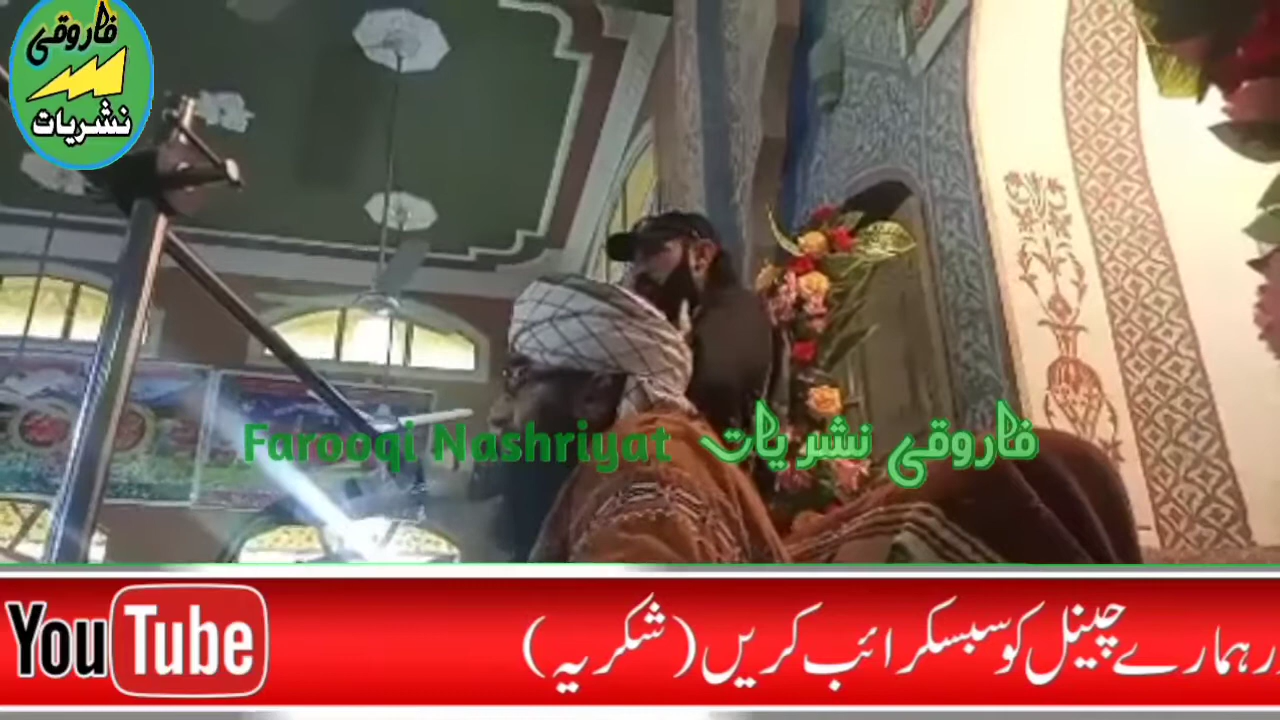 فاروقی
نشریات
Farooqi Nashriyat فاروقی نشریات
YouTube
ہمارے چینل کو سبسکرائب کریں (شکریہ)